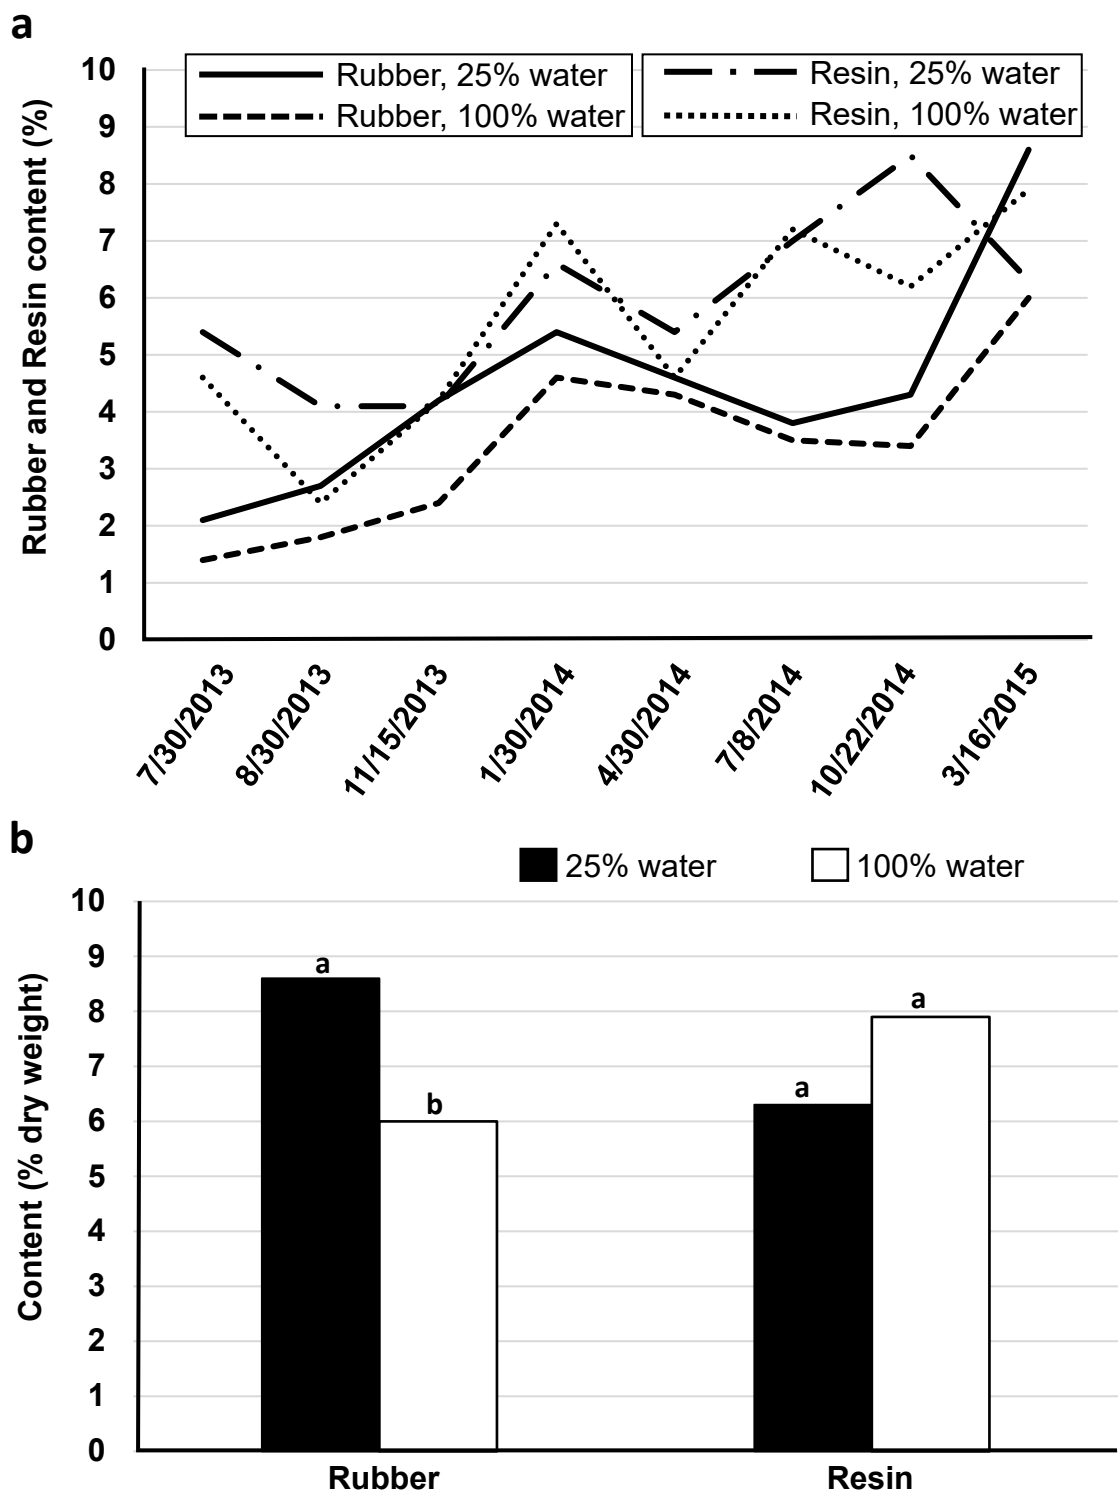 a
Rubber, 25% water
Rubber, 100% water
Resin, 25% water
Resin, 100% water
Rubber and Resin content (%)
10
9
8
7
6
5
4
3
2
1
0
7/30/2013
8/30/2013
11/15/2013
1/30/2014
4/30/2014
7/8/2014
10/22/2014
3/16/2015
b
25% water
100% water
Content (% dry weight)
10
9
8
7
6
5
4
3
2
1
0
a
b
a
a
Rubber
Resin